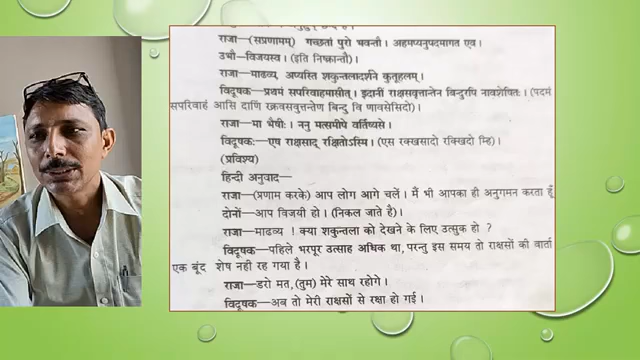 राजा—(सप्रणामम्) गच्छतां पुरो भवन्तौ। अहमप्यनुपदमागत एव।
उभौ-विजयस्व। (इति निष्क्रान्तौ)।
राजा—माढव्य, अप्यस्ति शकुन्तलादर्शने कुतूहलम्।
विदूषक— प्रथमं सपरिवाहमासीत्। इदानीं राक्षसवृत्तान्तेन बिन्दुरपि नावशेषितः। (पदमं
सपरिवाहं आसि दाणिं रक्खसवुत्तन्तेण बिन्दु वि णावसेसिदो)।
राजा—मा भैषीः। ननु मत्समीपे वर्तिष्यसे।
विदूषकः—एष राक्षसाद् रक्षितोऽस्मि। (एस रक्खसादो रक्खिदो म्हि)।
(प्रविश्य)
हिन्दी अनुवाद—
राजा—(प्रणाम करके) आप लोग आगे चलें। मैं भी आपका ही अनुगमन करता हूँ
दोनों—आप विजयी हो। (निकल जाते है)।
राजा—माढव्य ! क्या शकुन्तला को देखने के लिए उत्सुक हो ?
विदूषक—पहिले भरपूर उत्साह अधिक था, परन्तु इस समय तो राक्षसों की वार्ता
एक बूंद शेष नही रह गया है।
राजा—डरो मत, (तुम) मेरे साथ रहोगे।
विदूषक—अब तो मेरी राक्षसों से रक्षा हो गई।